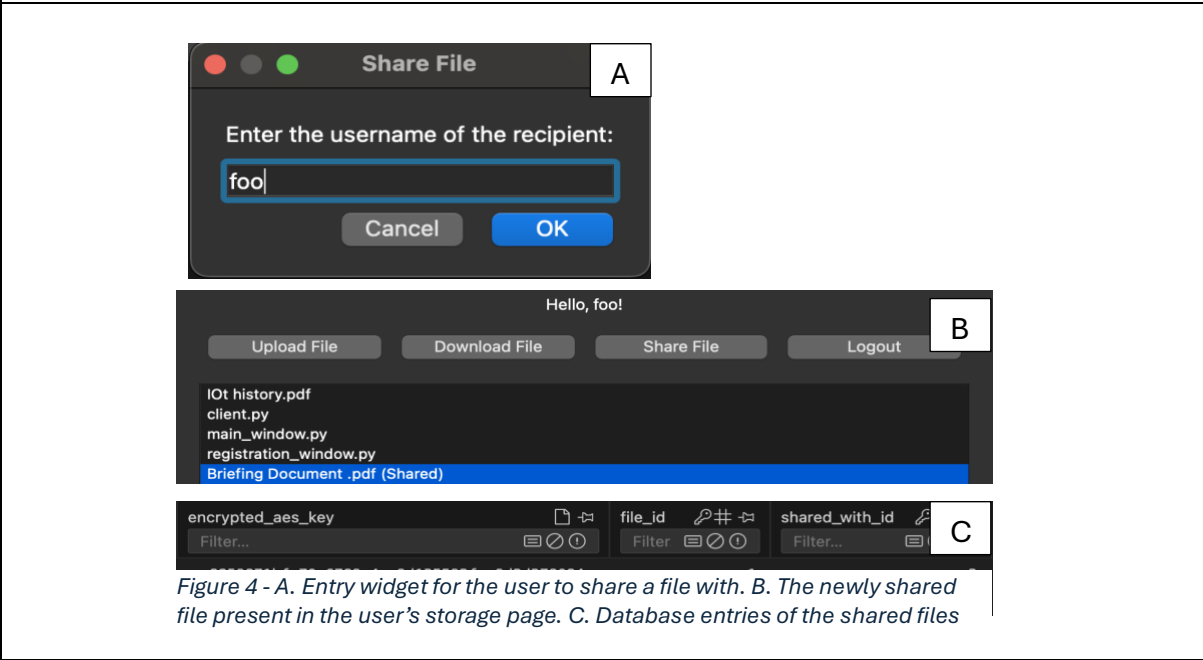 Share File
A
Enter the username of the recipient:
foo
Cancel OK
Hello, foo!
B
Upload File Download File Share File Logout
IOt history.pdf
client.py
main_window.py
registration_window.py
Briefing Document .pdf (Shared)
encrypted_aes_key file_id shared_with_id
C
Filter... Filter Filter...
Figure 4 - A. Entry widget for the user to share a file with. B. The newly shared
file present in the user's storage page. C. Database entries of the shared files